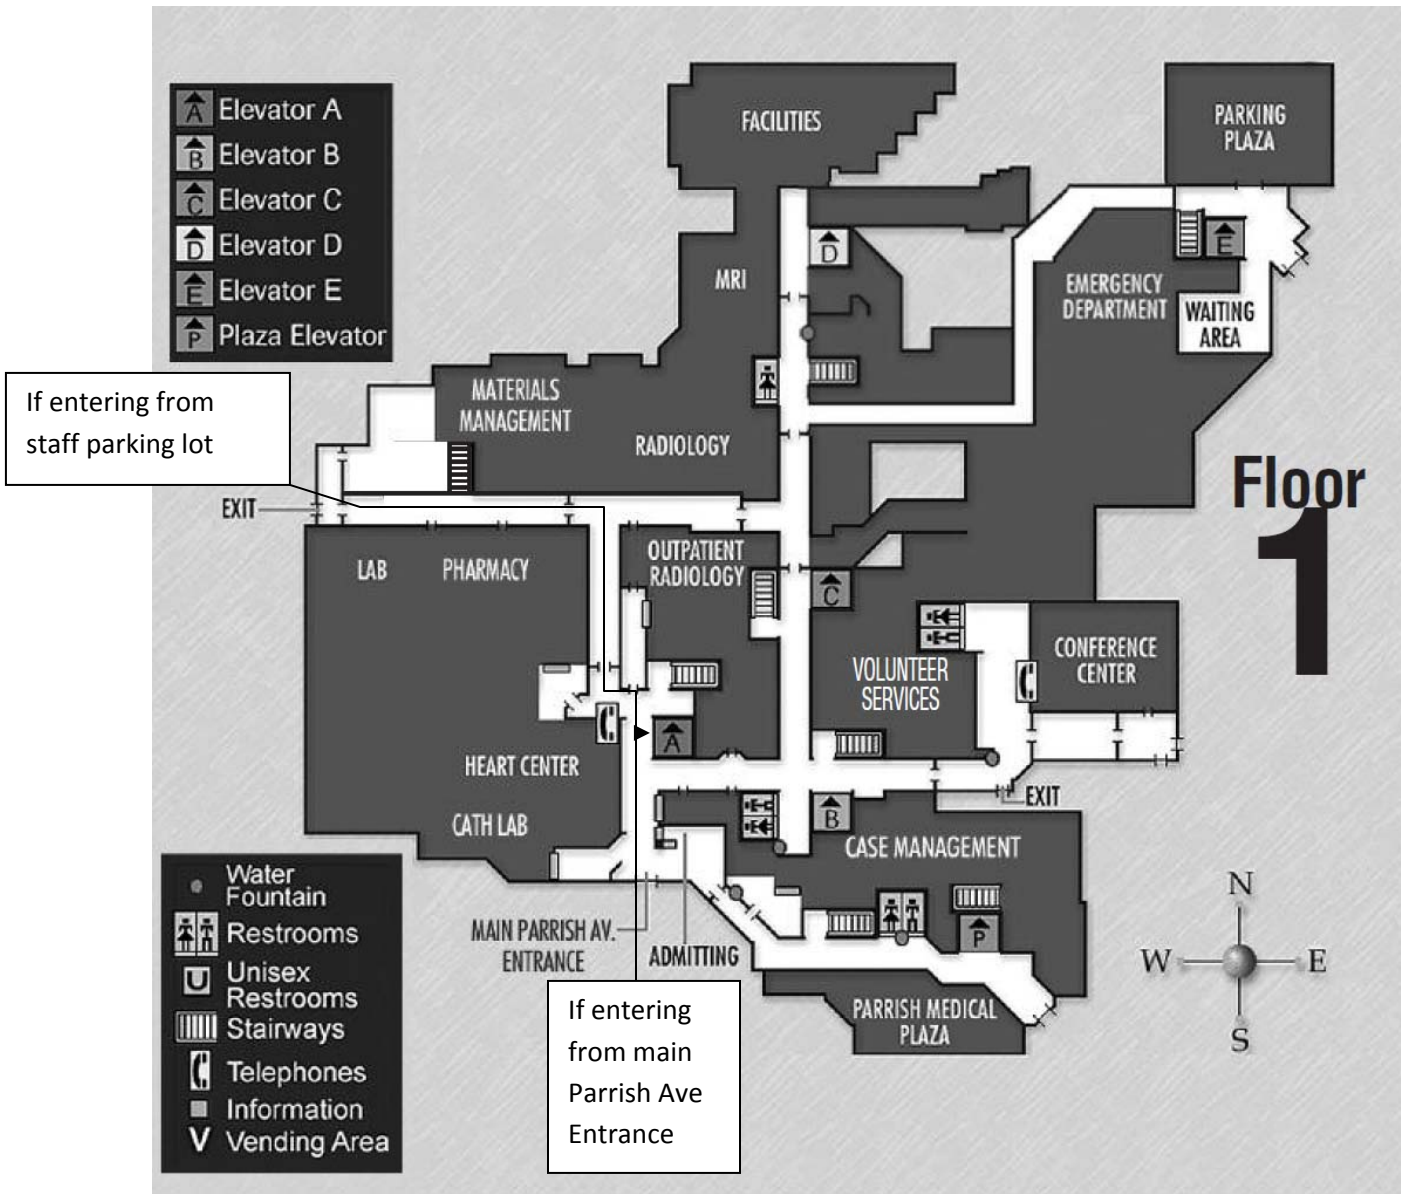 A Elevator A
B Elevator B
C Elevator C
D Elevator D
E Elevator E
P Plaza Elevator
FACILITIES
PARKING
PLAZA
D
E
MRI
EMERGENCY
DEPARTMENT
WAITING
AREA
If entering from
staff parking lot
MATERIALS
MANAGEMENT
RADIOLOGY
Floor
1
EXIT
LAB
PHARMACY
OUTPATIENT
RADIOLOGY
C
VOLUNTEER
SERVICES
CONFERENCE
CENTER
A
HEART CENTER
EXIT
B
CATH LAB
CASE MANAGEMENT
MAIN PARRISH AV.
ENTRANCE
ADMITTING
P
PARRISH MEDICAL
PLAZA
N
W
E
S
Water
Fountain
Restrooms
U Unisex
Restrooms
Stairways
Telephones
Information
V Vending Area
If entering
from main
Parrish Ave
Entrance